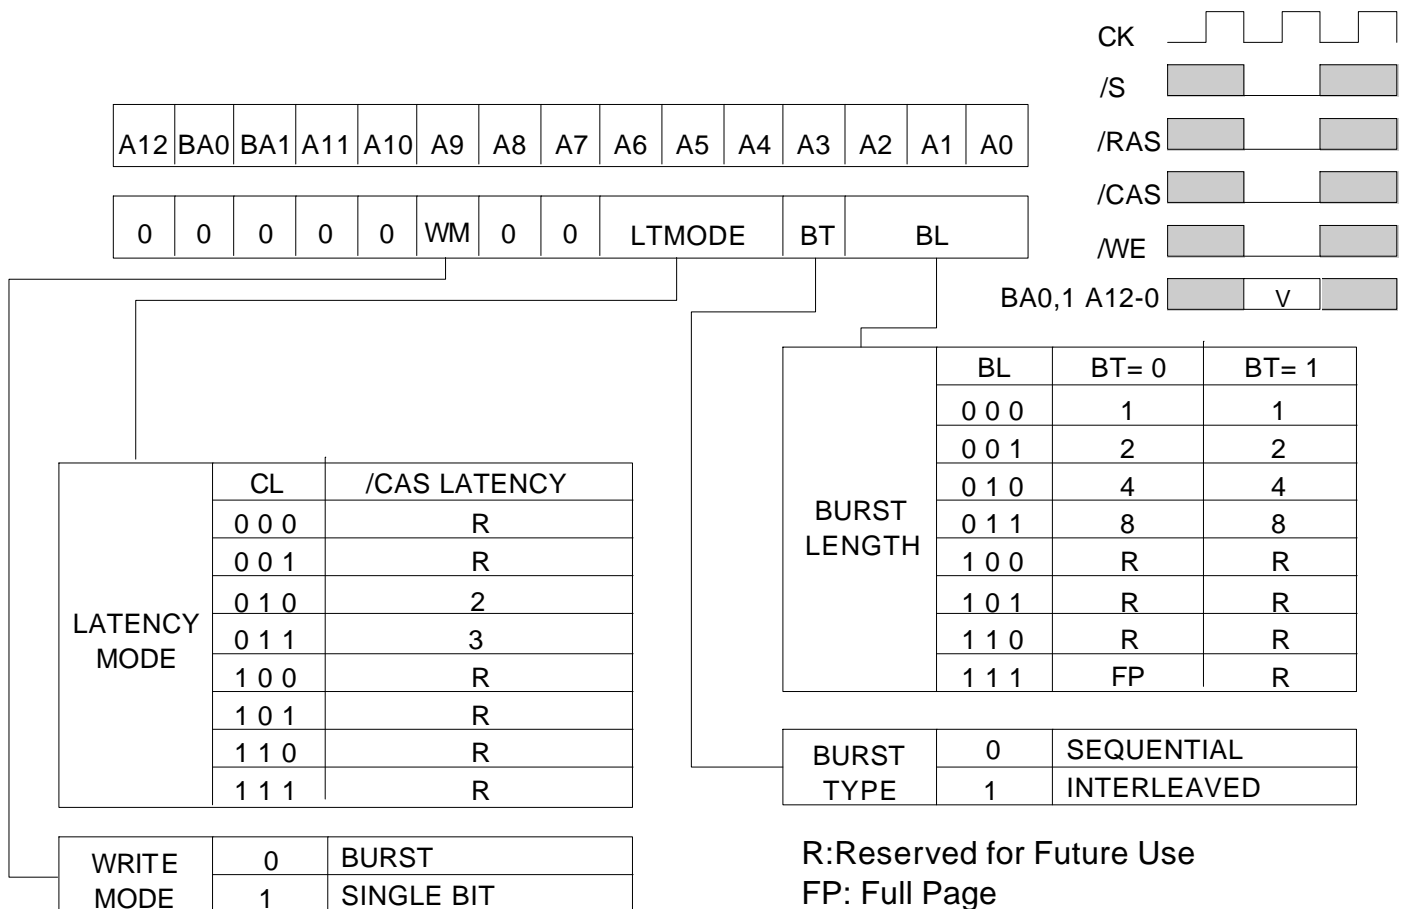 CK
/S
/RAS
/CAS
/WE
BA0,1 A12-0 V
A12 BA0 BA1 A11 A10 A9 A8 A7 A6 A5 A4 A3 A2 A1 A0
0 0 0 0 0 WM 0 0 LTMODE BT BL
LATENCY MODE
CL /CAS LATENCY
0 0 0 R
0 0 1 R
0 1 0 2
0 1 1 3
1 0 0 R
1 0 1 R
1 1 0 R
1 1 1 R
BURST LENGTH
BL BT= 0 BT= 1
0 0 0 1 1
0 0 1 2 2
0 1 0 4 4
0 1 1 8 8
1 0 0 R R
1 0 1 R R
1 1 0 R R
1 1 1 FP R
BURST TYPE
0 SEQUENTIAL
1 INTERLEAVED
WRITE MODE
0 BURST
1 SINGLE BIT
R:Reserved for Future Use
FP: Full Page